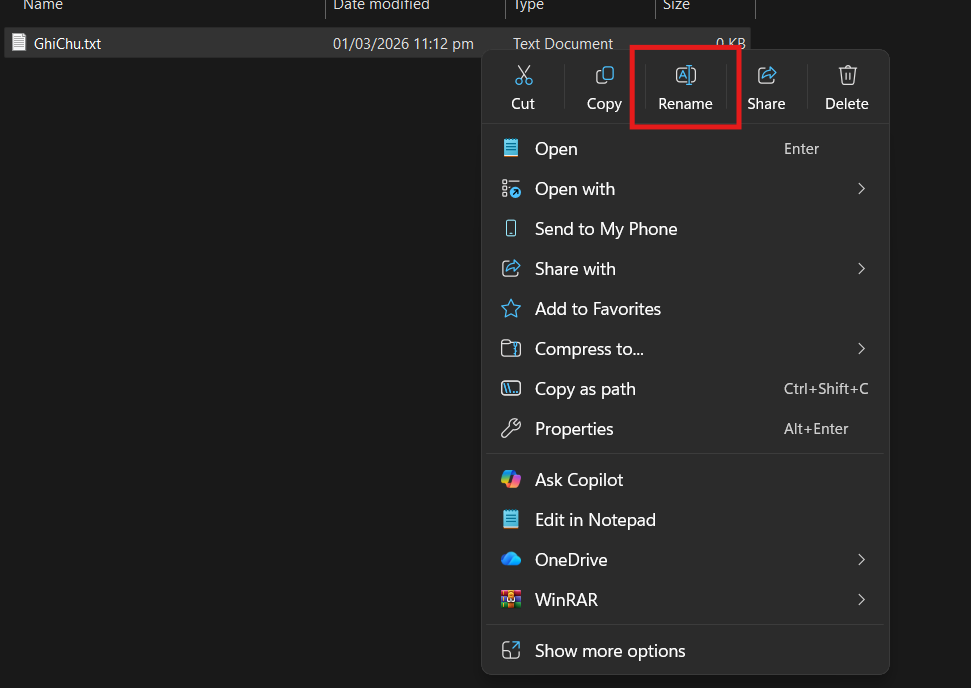 Name Date modified Type Size
GhiChu.txt 01/03/2026 11:12 pm Text Document 0 KB
Cut Copy Rename Share Delete
Open Enter
Open with
Send to My Phone
Share with
Add to Favorites
Compress to...
Copy as path Ctrl+Shift+C
Properties Alt+Enter
Ask Copilot
Edit in Notepad
OneDrive
WinRAR
Show more options